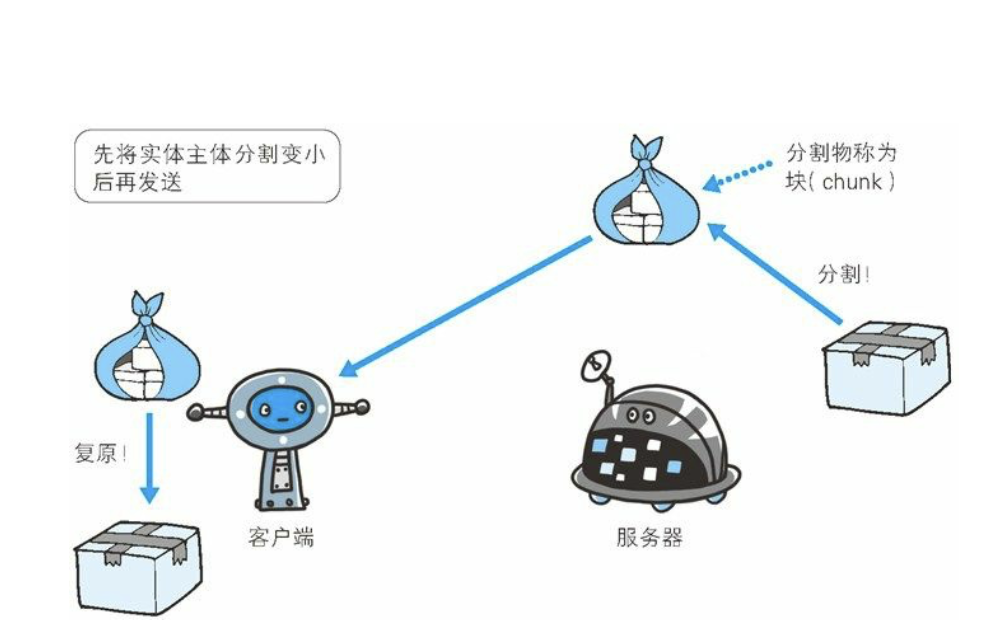 先将实体主体分割变小
后再发送
分割物称为
块( chunk )
分割!
复原!
客户端
服务器